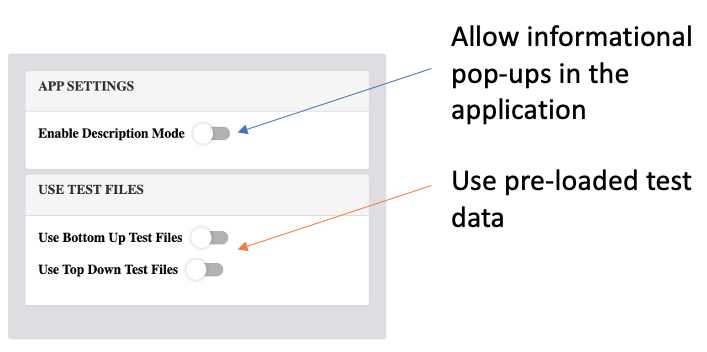 APP SETTINGS
Enable Description Mode
USE TEST FILES
Use Bottom Up Test Files
Use Top Down Test Files
Allow informational
pop-ups in the
application
Use pre-loaded test
data